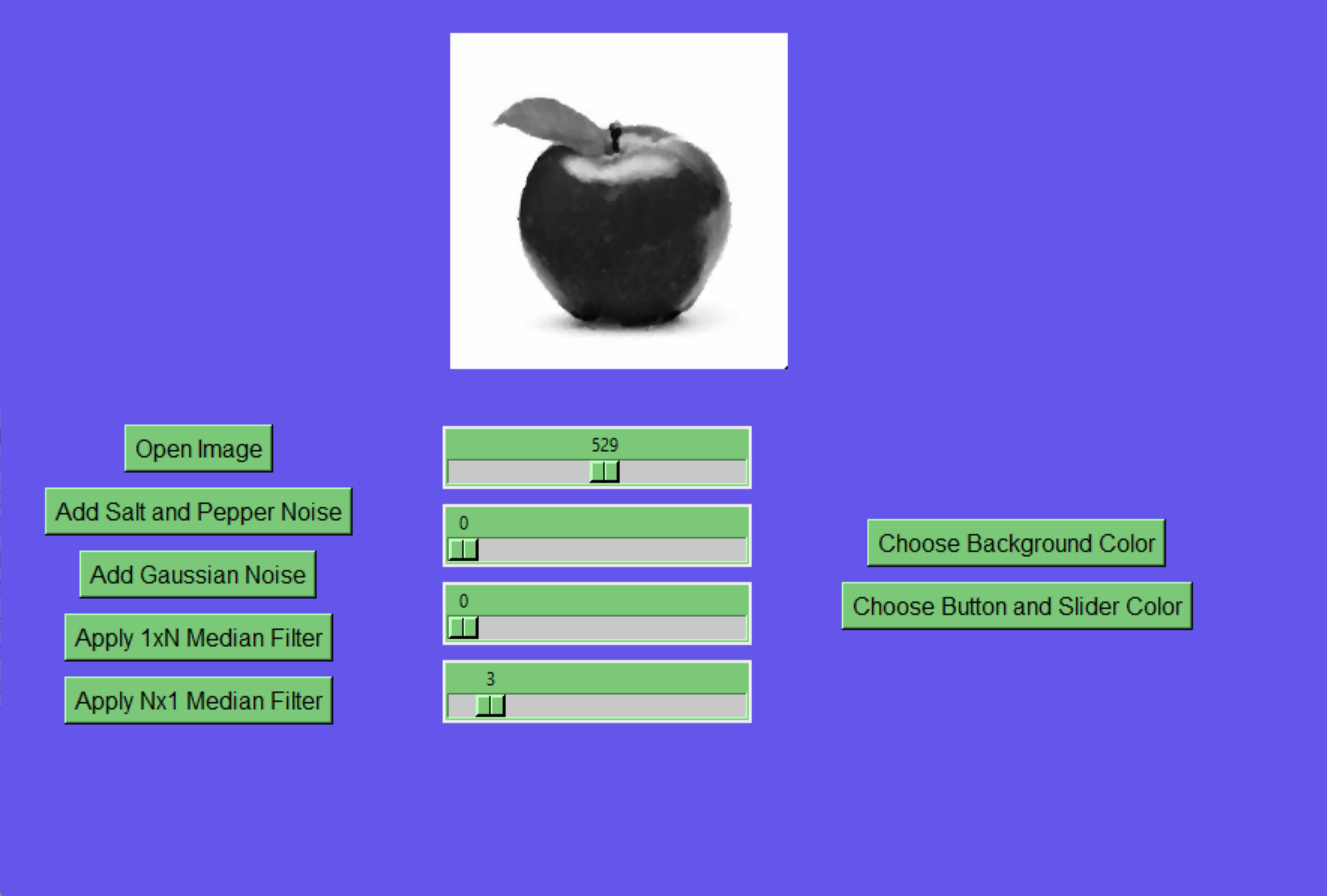 Open Image
Add Salt and Pepper Noise
Add Gaussian Noise
Apply 1xN Median Filter
Apply Nx1 Median Filter
529
0
0
3
Choose Background Color
Choose Button and Slider Color